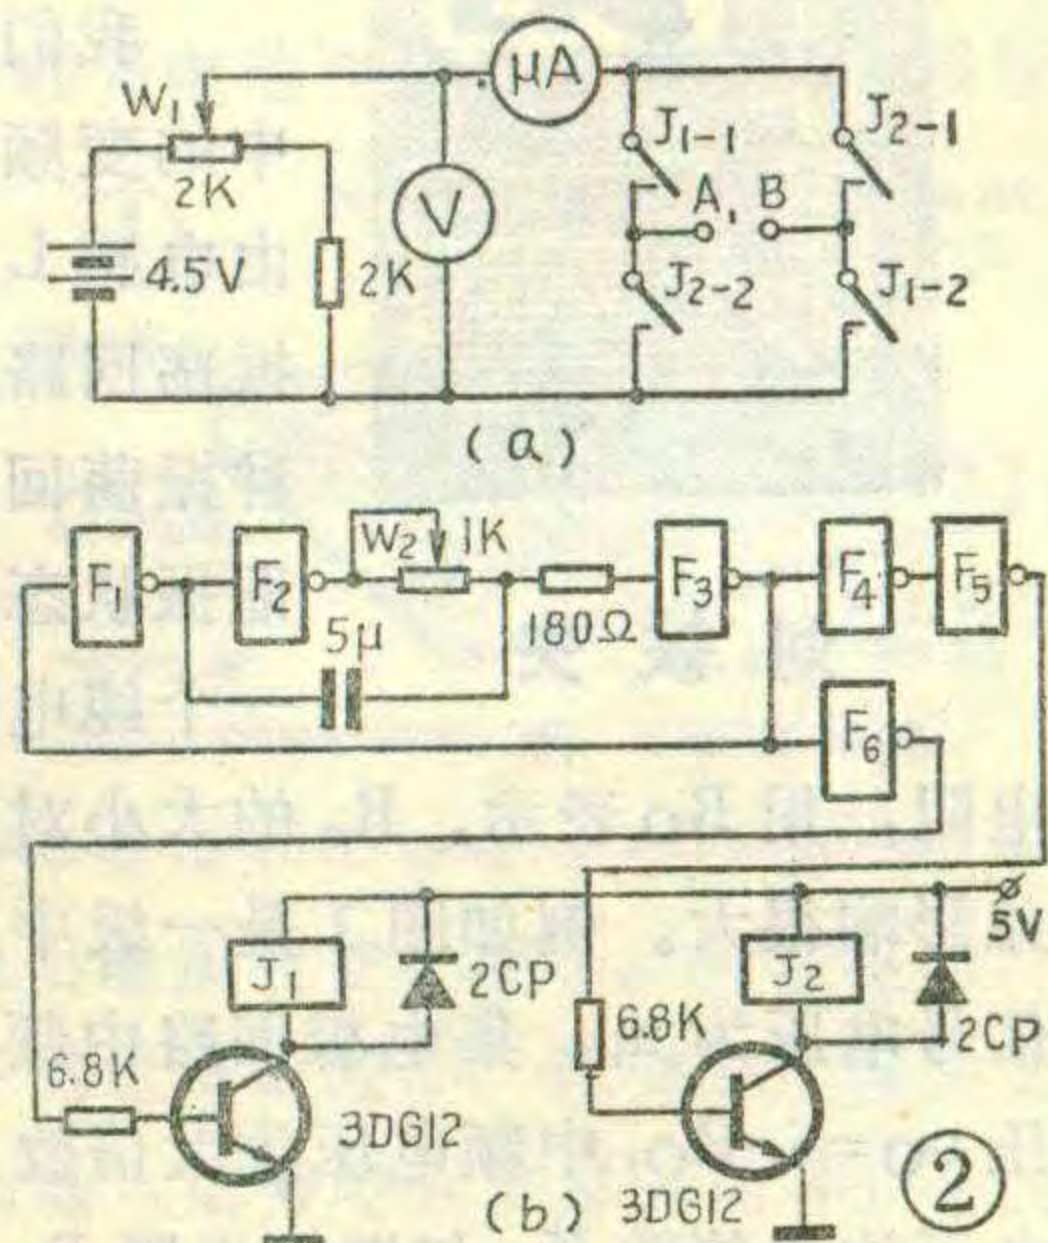 μA
W1
J1-1
J2-1
2K
A
B
V
4.5V
2K
J2-2
J1-2
(a)
F1
F2
W2
1K
F3
F4
F5
5μ
180Ω
F6
5V
J1
2CP
J2
6.8K
2CP
6.8K
3DG12
3DG12
(b)
2